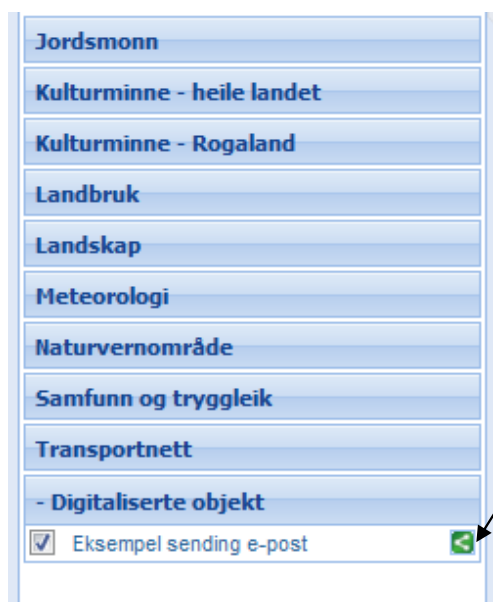 Jordsmonn
Kulturminne - heile landet
Kulturminne - Rogaland
Landbruk
Landskap
Meteorologi
Naturvernområde
Samfunn og tryggleik
Transportnett
- Digitaliserte objekt
Eksempel sending e-post